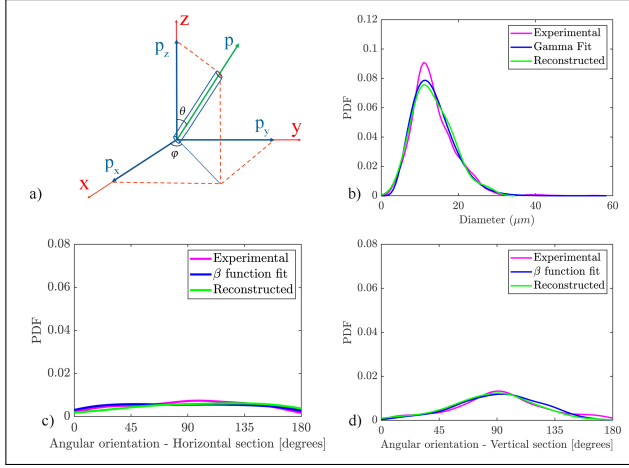 z
p_z
p
θ
p_y
y
φ
p_x
x
a)
PDF
0.12
0.1
0.08
0.06
0.04
0.02
0
0
20
40
60
Experimental
Gamma Fit
Reconstructed
Diameter (μm)
b)
PDF
0.08
0.06
0.04
0.02
0
0
45
90
135
180
Experimental
β function fit
Reconstructed
c)
Angular orientation - Horizontal section [degrees]
PDF
0.08
0.06
0.04
0.02
0
0
45
90
135
180
Experimental
β function fit
Reconstructed
d)
Angular orientation - Vertical section [degrees]